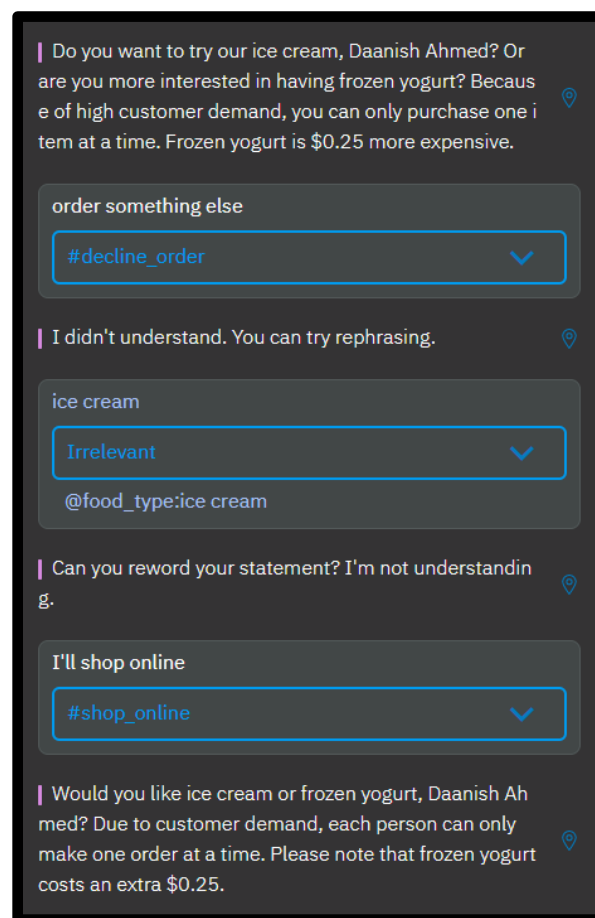 Do you want to try our ice cream, Daanish Ahmed? Or
are you more interested in having frozen yogurt? Becaus
e of high customer demand, you can only purchase one i
tem at a time. Frozen yogurt is $0.25 more expensive.
order something else
#decline_order
I didn't understand. You can try rephrasing.
ice cream
Irrelevant
@food_type:ice cream
Can you reword your statement? I'm not understandin
g.
I'll shop online
#shop_online
Would you like ice cream or frozen yogurt, Daanish Ah
med? Due to customer demand, each person can only
make one order at a time. Please note that frozen yogurt
costs an extra $0.25.